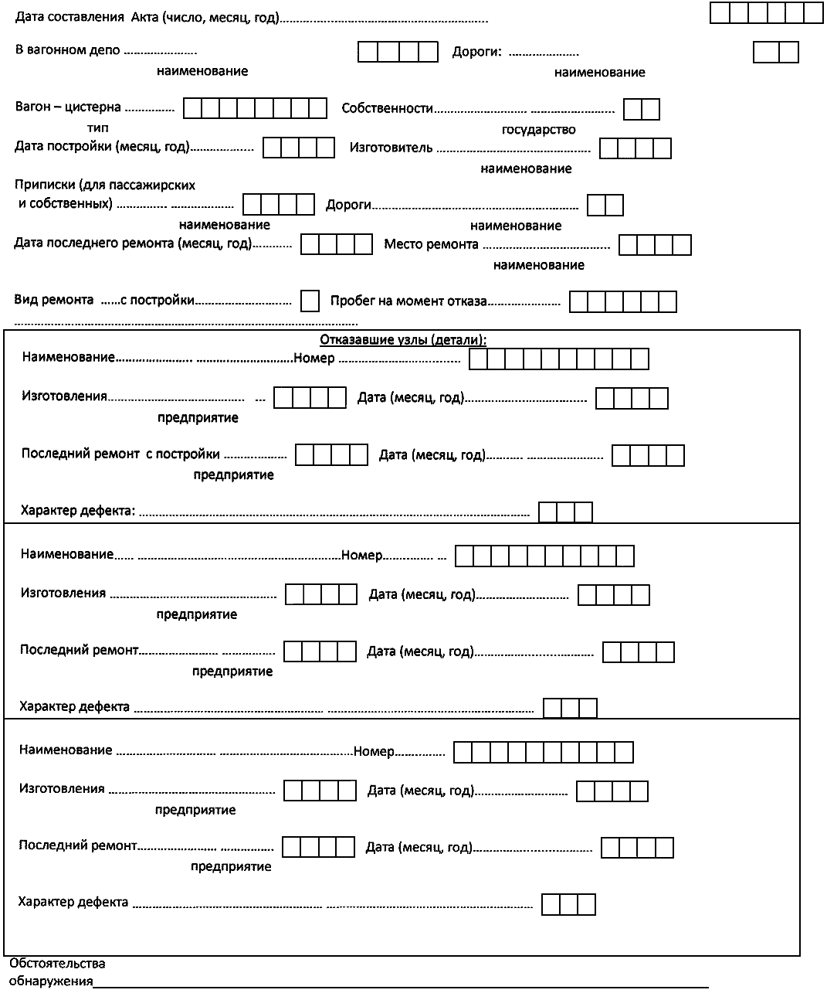 Дата составления Акта (число, месяц, год)................................................................
В вагонном депо ...................... Дороги: .....................
наименование наименование
Вагон – цистерна ............... Собственности............................ ..........................
тип государство
Дата постройки (месяц, год)................... Изготовитель ...............................................
наименование
Приписки (для пассажирских
и собственных) ............... ................... Дороги...............................................................
наименование наименование
Дата последнего ремонта (месяц, год)............ Место ремонта .......................................
наименование
Вид ремонта ......с постройки................................ Пробег на момент отказа......................
.........................................................................................................
Отказавшие узлы (детали):
Наименование........................ ..............................Номер .....................................
Изготовления.......................................... ... Дата (месяц, год).....................................
предприятие
Последний ремонт с постройки ................... Дата (месяц, год)........... .......................
предприятие
Характер дефекта: ........................................................................................................................
Наименование...... ..............................................................Номер............... ...
Изготовления ................................................... Дата (месяц, год)............................
предприятие
Последний ремонт........................ ................ Дата (месяц, год)....................................
предприятие
Характер дефекта .......................................................... ...............................................................
Наименование ............................... .........................................Номер...............
Изготовления ................................................... Дата (месяц, год)............................
предприятие
Последний ремонт........................ ................ Дата (месяц, год)....................................
предприятие
Характер дефекта .......................................................... ...............................................................
Обстоятельства
обнаружения